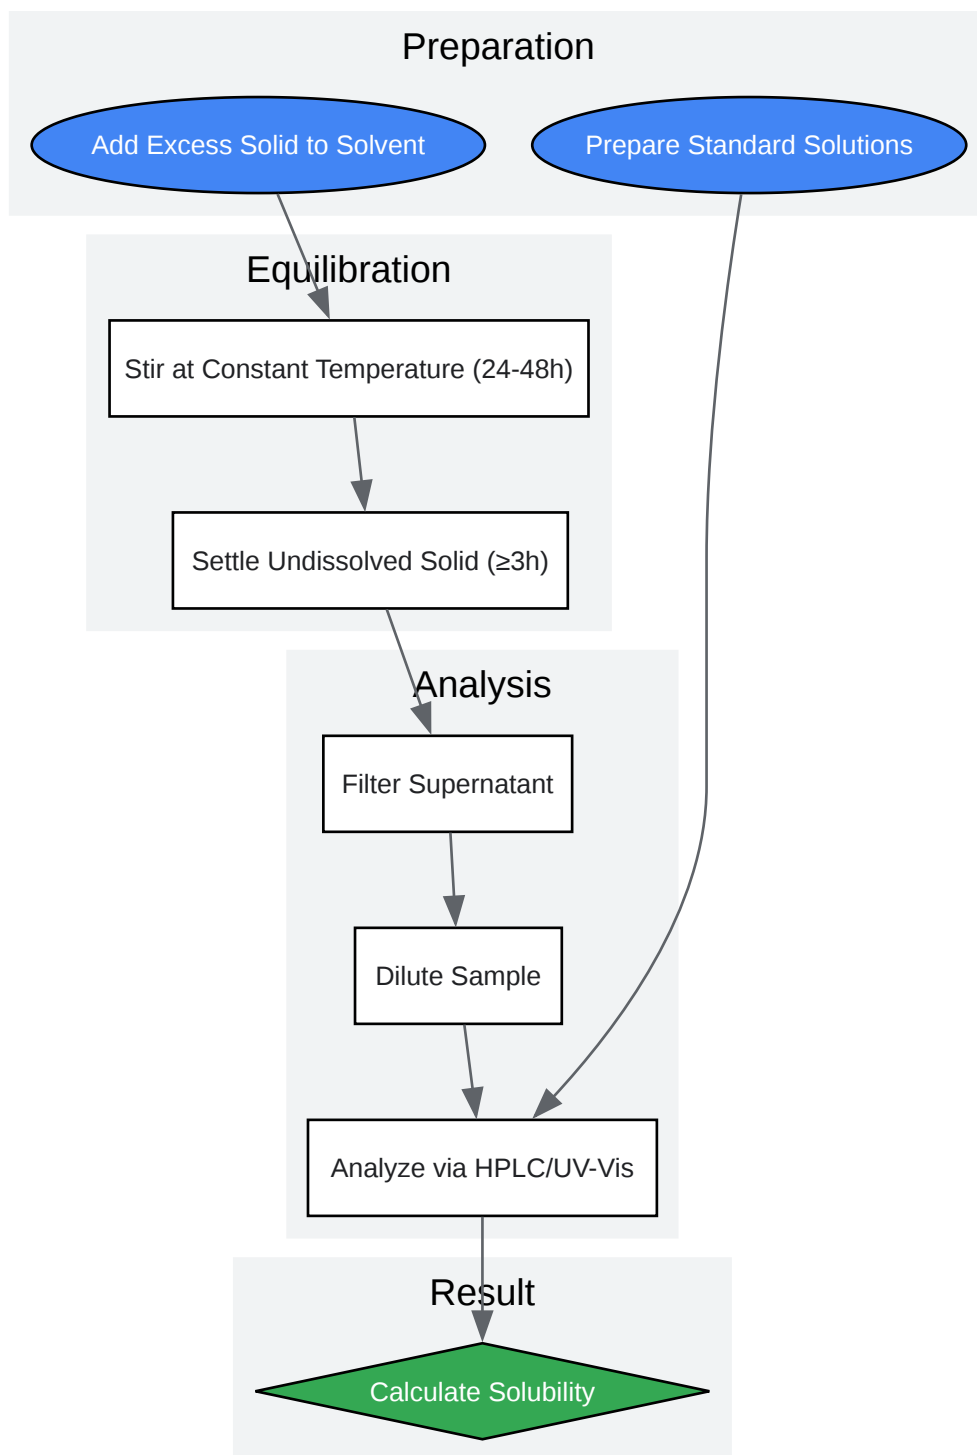 Preparation
Add Excess Solid to Solvent
Prepare Standard Solutions
Equilibration
Stir at Constant Temperature (24-48h)
Settle Undissolved Solid (≥3h)
Analysis
Filter Supernatant
Dilute Sample
Analyze via HPLC/UV-Vis
Result
Calculate Solubility